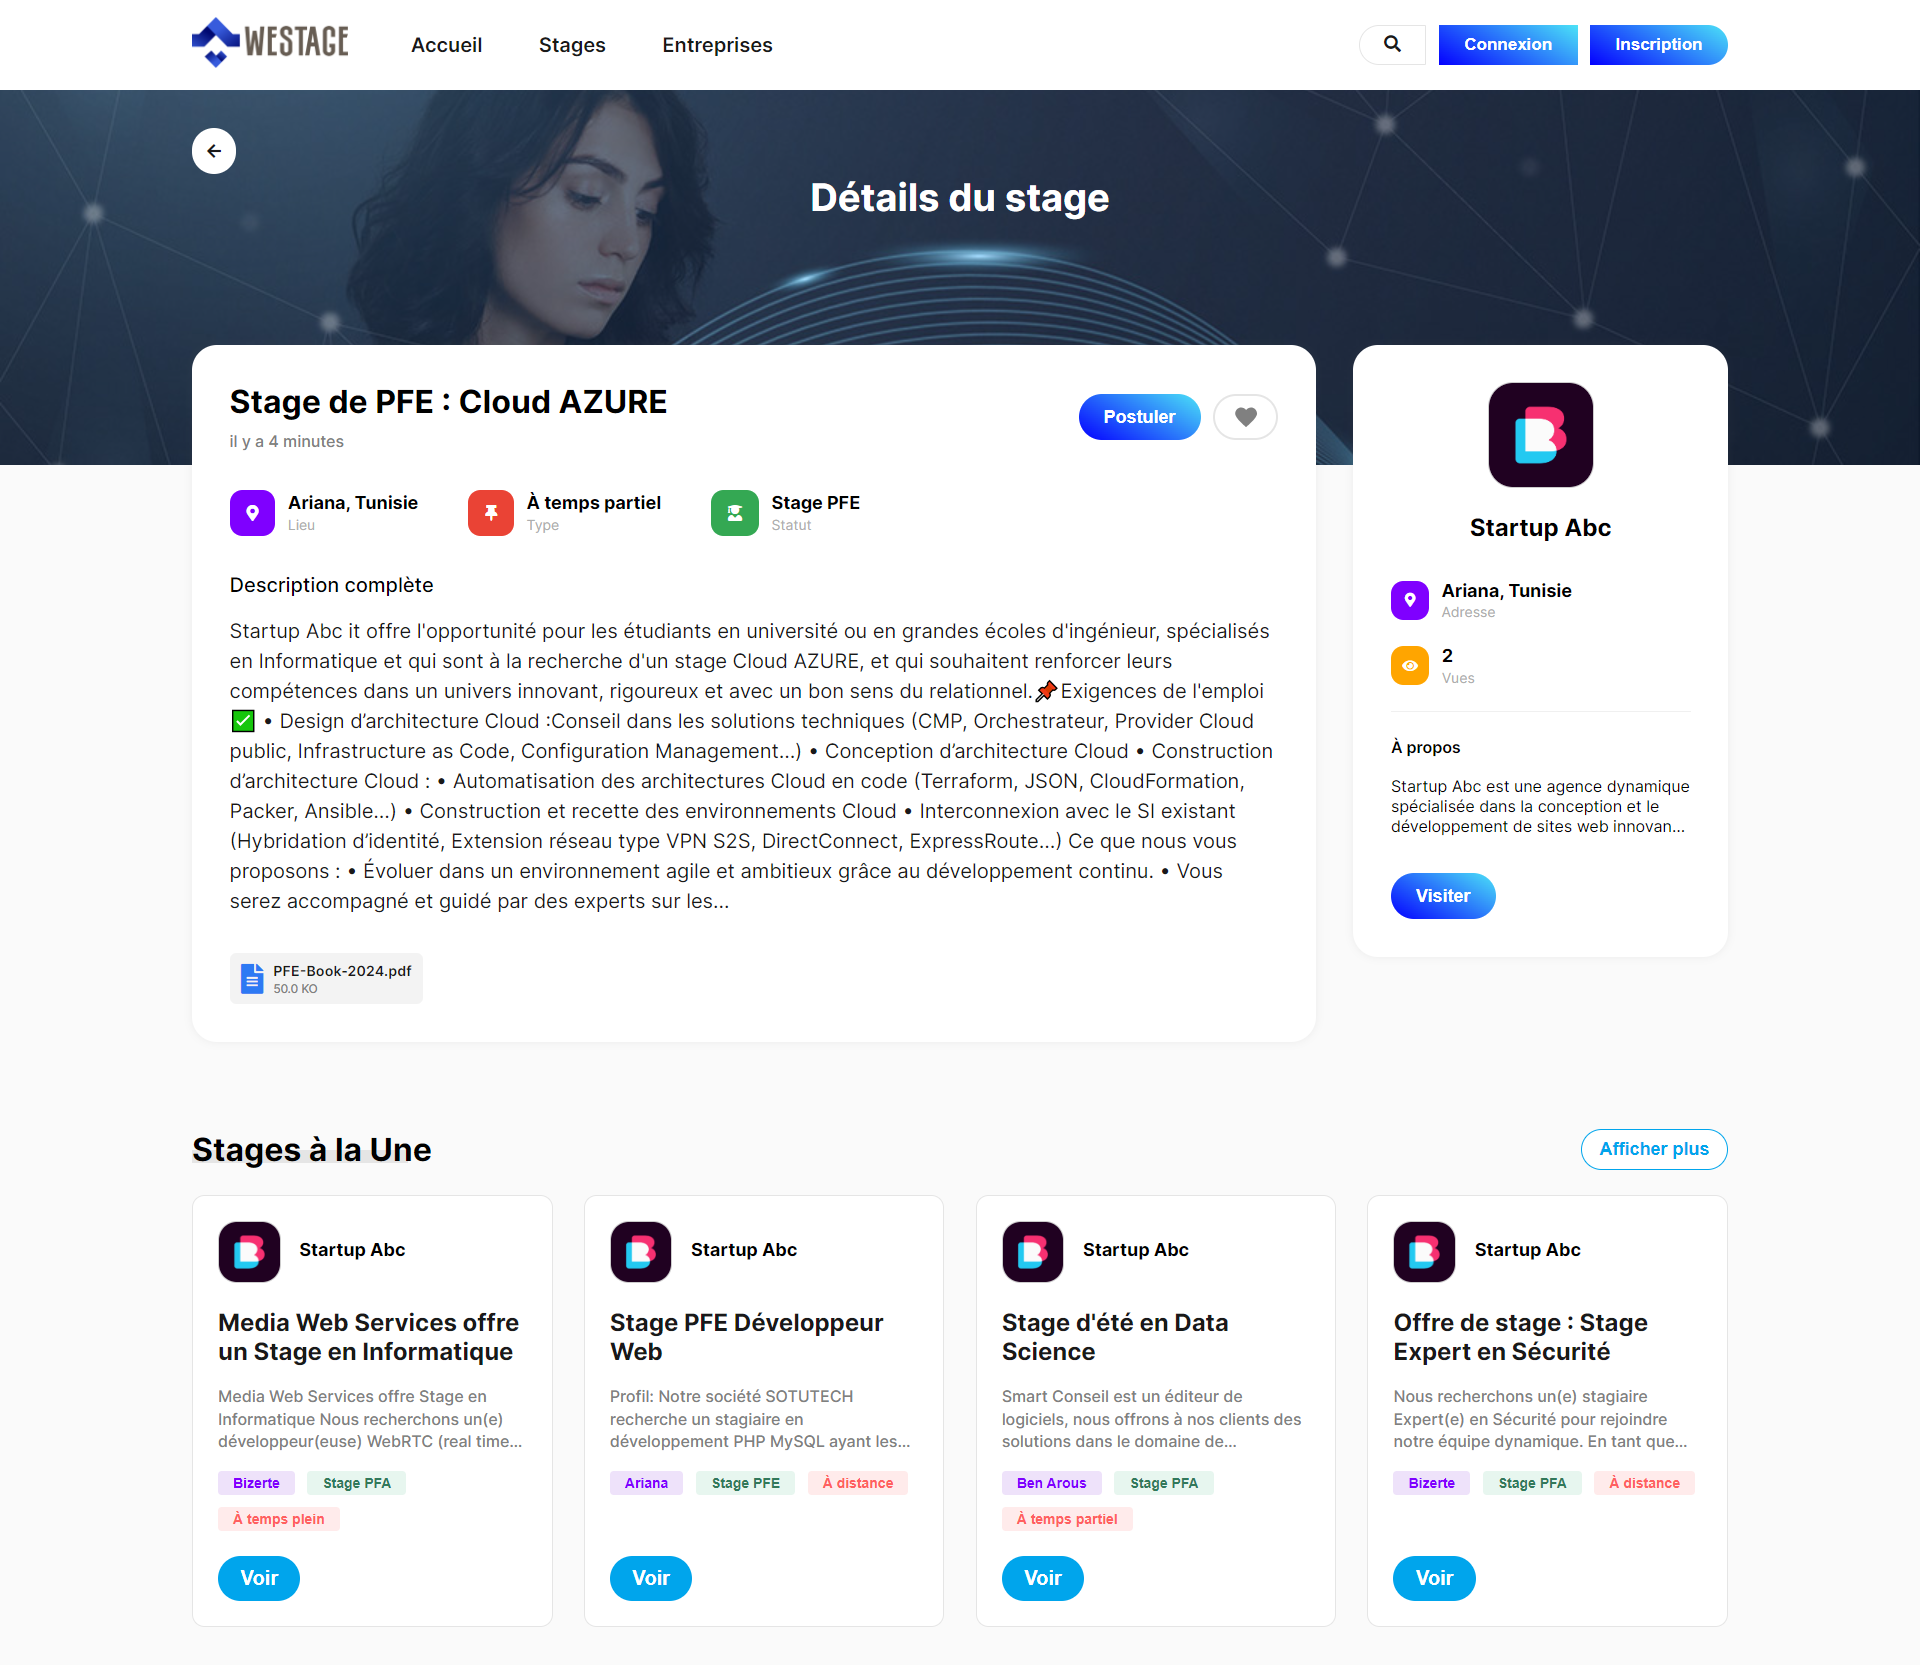 WESTAGE
Accueil
Stages
Entreprises
Connexion
Inscription
Détails du stage
Stage de PFE : Cloud AZURE
il y a 4 minutes
Postuler
Ariana, Tunisie
Lieu
À temps partiel
Type
Stage PFE
Statut
Description complète
Startup Abc it offre l'opportunité pour les étudiants en université ou en grandes écoles d'ingénieur, spécialisés
en Informatique et qui sont à la recherche d'un stage Cloud AZURE, et qui souhaitent renforcer leurs
compétences dans un univers innovant, rigoureux et avec un bon sens du relationnel.📌Exigences de l'emploi
✅ • Design d’architecture Cloud :Conseil dans les solutions techniques (CMP, Orchestrateur, Provider Cloud
public, Infrastructure as Code, Configuration Management...) • Conception d’architecture Cloud • Construction
d’architecture Cloud : • Automatisation des architectures Cloud en code (Terraform, JSON, CloudFormation,
Packer, Ansible...) • Construction et recette des environnements Cloud • Interconnexion avec le SI existant
(Hybridation d’identité, Extension réseau type VPN S2S, DirectConnect, ExpressRoute...) Ce que nous vous
proposons : • Évoluer dans un environnement agile et ambitieux grâce au développement continu. • Vous
serez accompagné et guidé par des experts sur les...
PFE-Book-2024.pdf
50.0 KO
Startup Abc
Ariana, Tunisie
Adresse
2
Vues
À propos
Startup Abc est une agence dynamique
spécialisée dans la conception et le
développement de sites web innovan...
Visiter
Stages à la Une
Afficher plus
Startup Abc
Media Web Services offre
un Stage en Informatique
Media Web Services offre Stage en
Informatique Nous recherchons un(e)
développeur(euse) WebRTC (real time...
Bizerte
Stage PFA
À temps plein
Voir
Startup Abc
Stage PFE Développeur
Web
Profil: Notre société SOTUTECH
recherche un stagiaire en
développement PHP MySQL ayant les...
Ariana
Stage PFE
À distance
Voir
Startup Abc
Stage d'été en Data
Science
Smart Conseil est un éditeur de
logiciels, nous offrons à nos clients des
solutions dans le domaine de...
Ben Arous
Stage PFA
À temps partiel
Voir
Startup Abc
Offre de stage : Stage
Expert en Sécurité
Nous recherchons un(e) stagiaire
Expert(e) en Sécurité pour rejoindre
notre équipe dynamique. En tant que...
Bizerte
Stage PFA
À distance
Voir